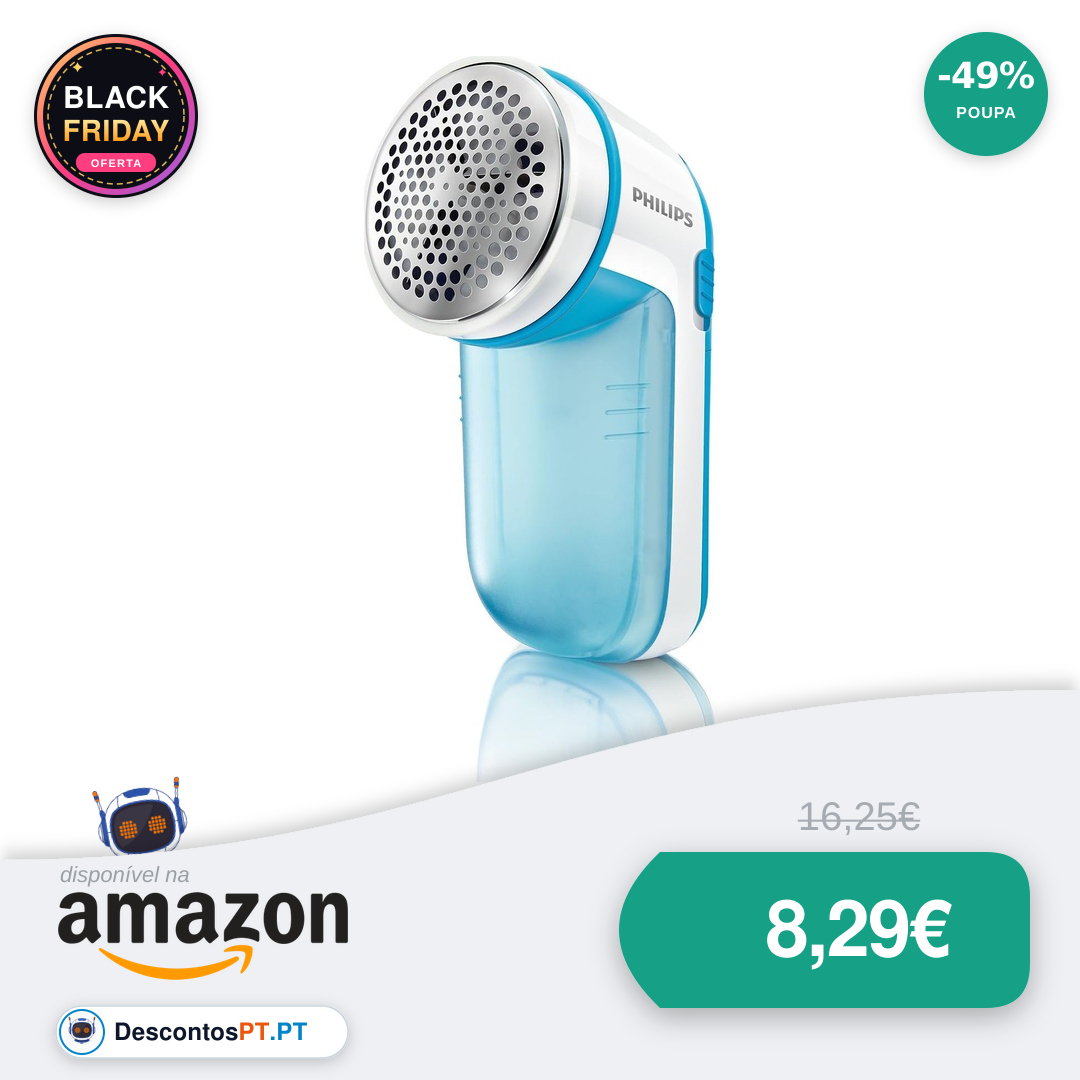 BLACK
FRIDAY
OFERTA
-49%
POUPA
PHILIPS
16,25€
8,29€
disponível na
amazon
DescontosPT.PT